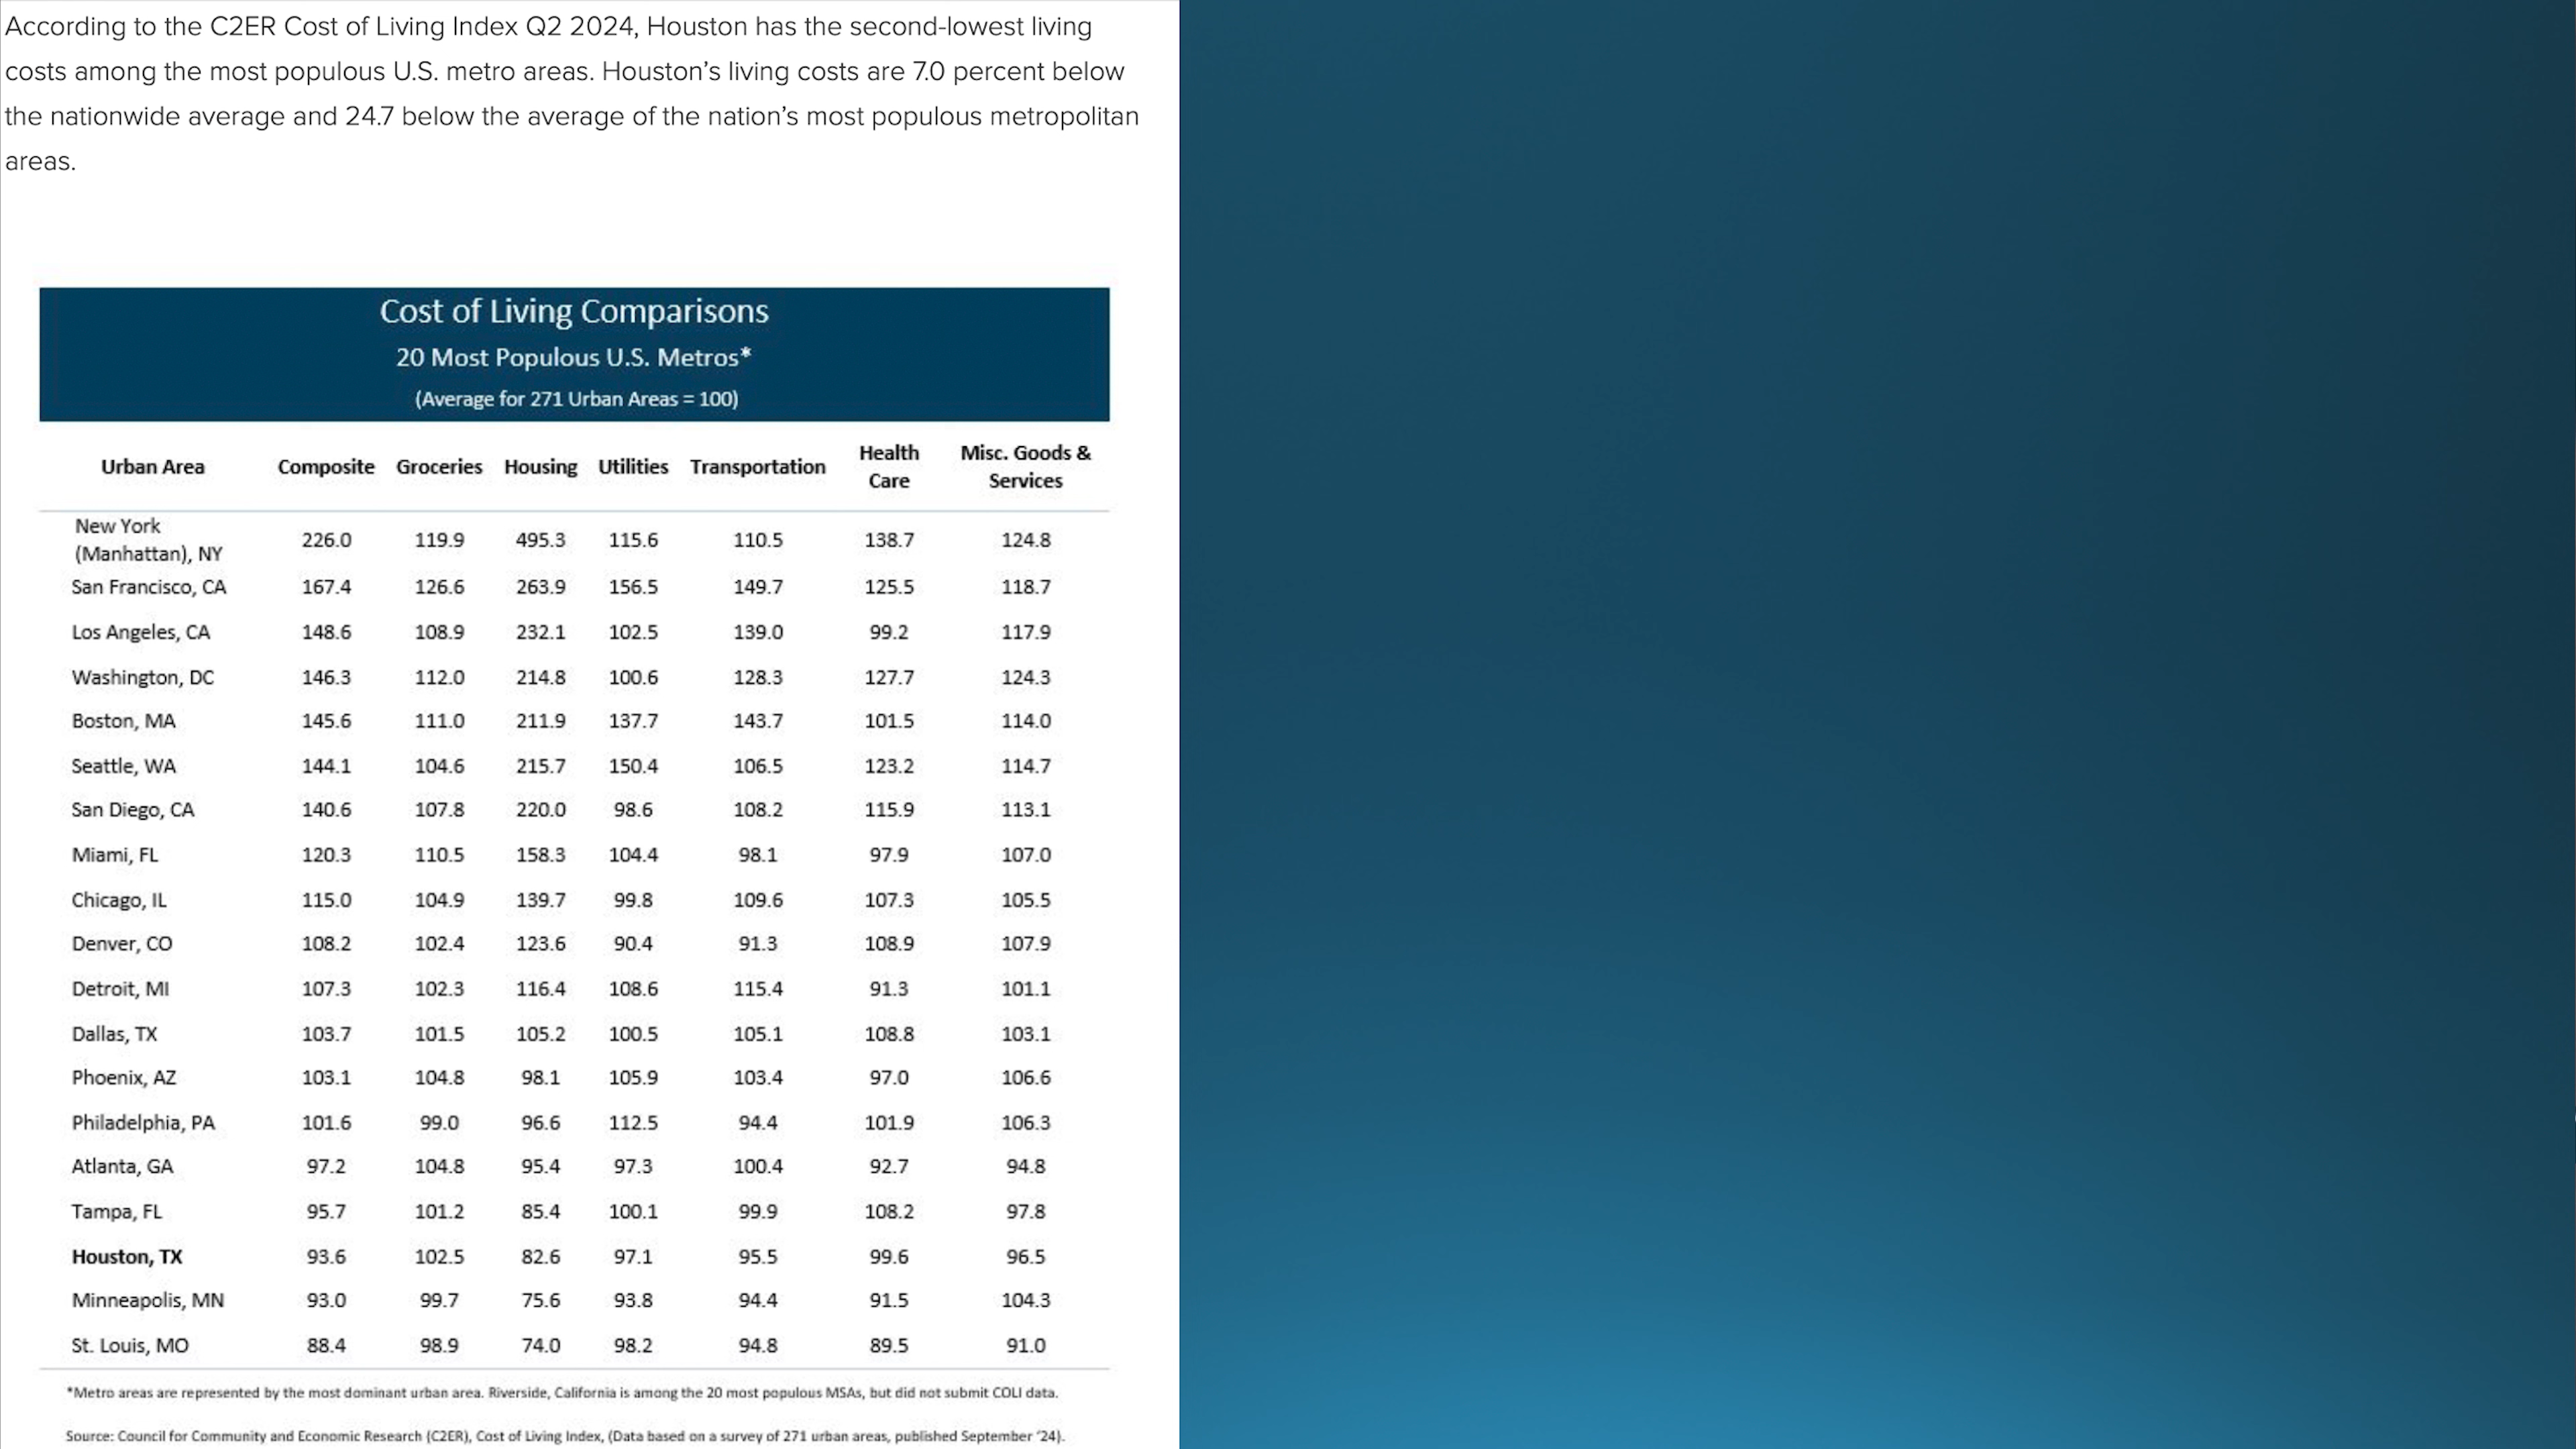 According to the C2ER Cost of Living Index Q2 2024, Houston has the second-lowest living
costs among the most populous U.S. metro areas. Houston’s living costs are 7.0 percent below
the nationwide average and 24.7 below the average of the nation’s most populous metropolitan
areas.
Cost of Living Comparisons
20 Most Populous U.S. Metros*
(Average for 271 Urban Areas = 100)
Urban Area Composite Groceries Housing Utilities Transportation Health Care Misc. Goods & Services
New York (Manhattan), NY 226.0 119.9 495.3 115.6 110.5 138.7 124.8
San Francisco, CA 167.4 126.6 263.9 156.5 149.7 125.5 118.7
Los Angeles, CA 148.6 108.9 232.1 102.5 139.0 99.2 117.9
Washington, DC 146.3 112.0 214.8 100.6 128.3 127.7 124.3
Boston, MA 145.6 111.0 211.9 137.7 143.7 101.5 114.0
Seattle, WA 144.1 104.6 215.7 150.4 106.5 123.2 114.7
San Diego, CA 140.6 107.8 220.0 98.6 108.2 115.9 113.1
Miami, FL 120.3 110.5 158.3 104.4 98.1 97.9 107.0
Chicago, IL 115.0 104.9 139.7 99.8 109.6 107.3 105.5
Denver, CO 108.2 102.4 123.6 90.4 91.3 108.9 107.9
Detroit, MI 107.3 102.3 116.4 108.6 115.4 91.3 101.1
Dallas, TX 103.7 101.5 105.2 100.5 105.1 108.8 103.1
Phoenix, AZ 103.1 104.8 98.1 105.9 103.4 97.0 106.6
Philadelphia, PA 101.6 99.0 96.6 112.5 94.4 101.9 106.3
Atlanta, GA 97.2 104.8 95.4 97.3 100.4 92.7 94.8
Tampa, FL 95.7 101.2 85.4 100.1 99.9 108.2 97.8
Houston, TX 93.6 102.5 82.6 97.1 95.5 99.6 96.5
Minneapolis, MN 93.0 99.7 75.6 93.8 94.4 91.5 104.3
St. Louis, MO 88.4 98.9 74.0 98.2 94.8 89.5 91.0
*Metro areas are represented by the most dominant urban area. Riverside, California is among the 20 most populous MSAs, but did not submit COLI data.
Source: Council for Community and Economic Research (C2ER), Cost of Living Index, (Data based on a survey of 271 urban areas, published September ’24).